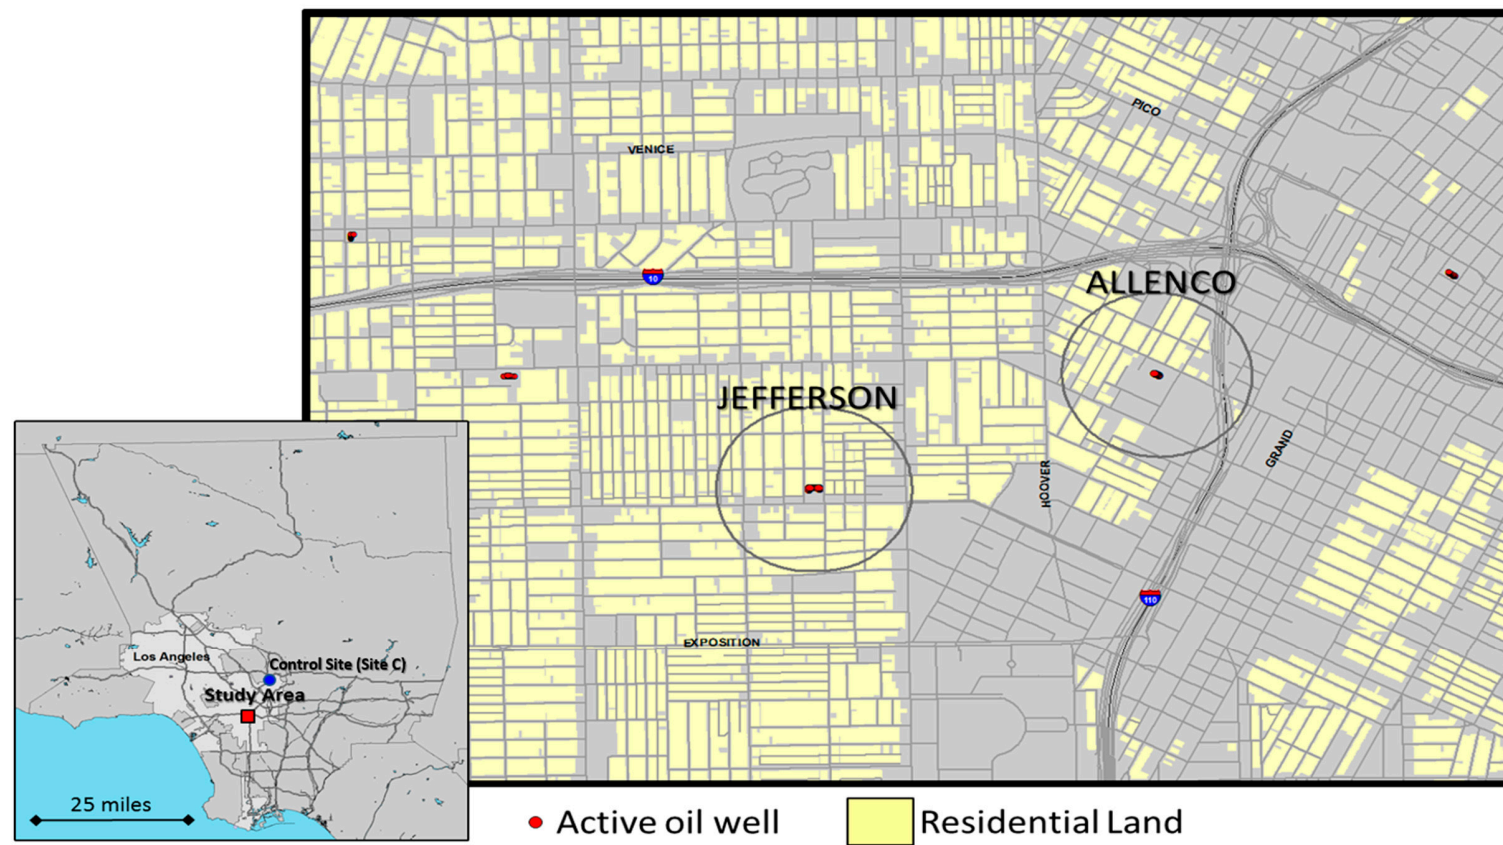 PICO
VENICE
10
ALLENCO
JEFFERSON
GRAND
HOOVER
110
EXPOSITION
Los Angeles
Control Site (Site C)
Study Area
25 miles
Active oil well
Residential Land